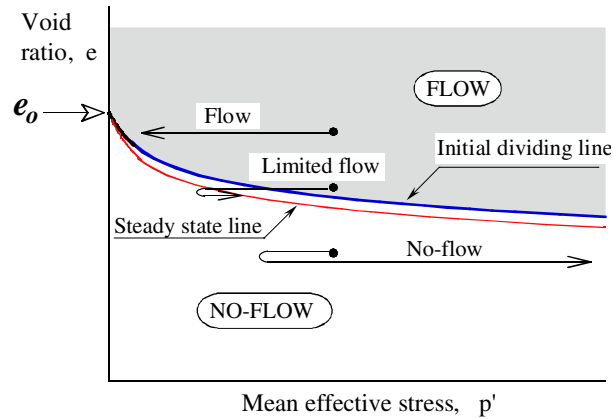 Void
ratio, e
FLOW
eo
Flow
Initial dividing line
Limited flow
Steady state line
No-flow
NO-FLOW
Mean effective stress, p'